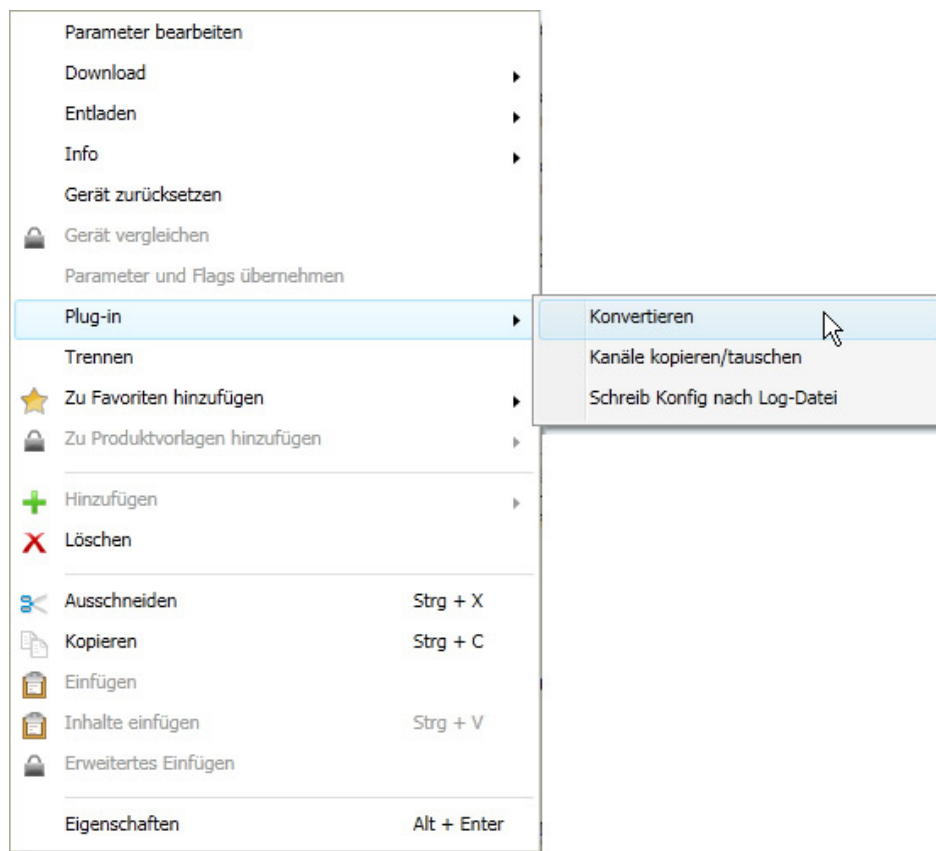 Parameter bearbeiten
Download
Entladen
Info
Gerät zurücksetzen
Gerät vergleichen
Parameter und Flags übernehmen
Plug-in
Trennen
Zu Favoriten hinzufügen
Zu Produktvorlagen hinzufügen
Hinzufügen
Löschen
Ausschneiden Strg + X
Kopieren Strg + C
Einfügen
Inhalte einfügen Strg + V
Erweitertes Einfügen
Eigenschaften Alt + Enter
Konvertieren
Kanäle kopieren/tauschen
Schreib Konfig nach Log-Datei